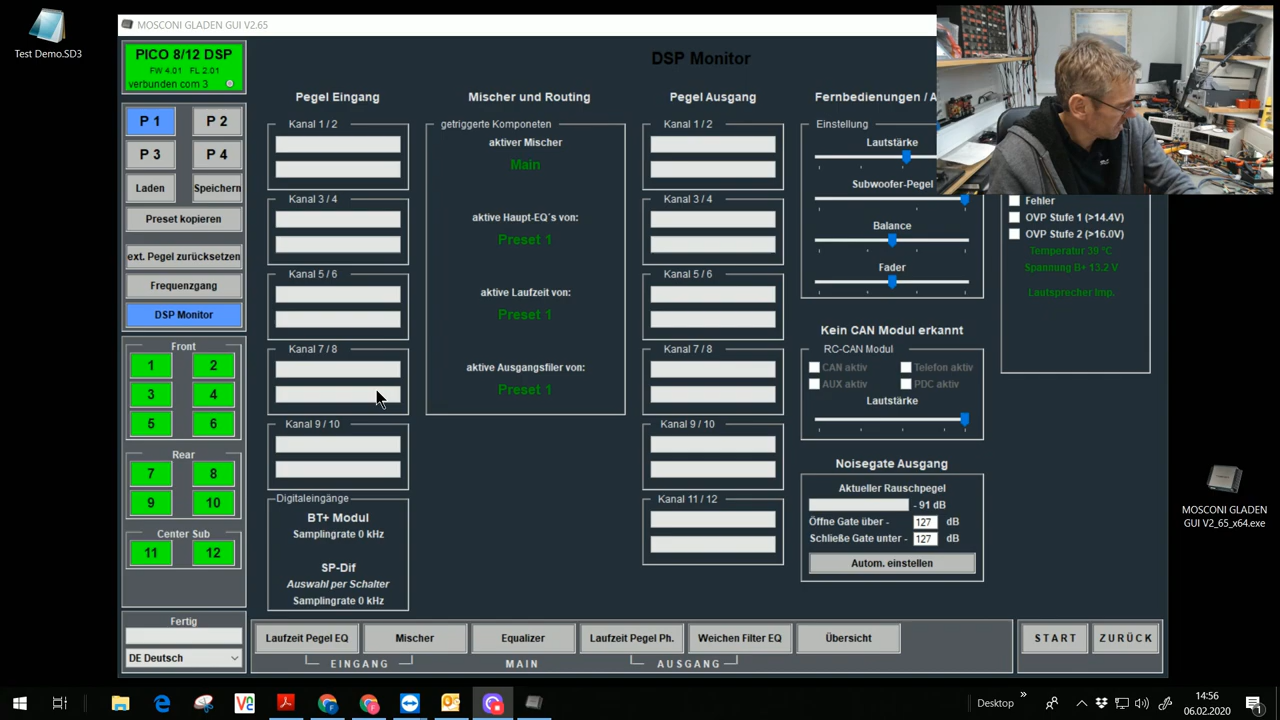 Test Demo.SD3
MOSCONI GLADEN GUI V2.65
PICO 8/12 DSP
FW 4.01 FL 2.01
verbunden com 3
P 1
P 2
P 3
P 4
Laden
Speichern
Preset kopieren
ext. Pegel zurücksetzen
Frequenzgang
DSP Monitor
Front
1
2
3
4
5
6
Rear
7
8
9
10
Center Sub
11
12
Fertig
DE Deutsch
DSP Monitor
Pegel Eingang
Kanal 1 / 2
Kanal 3 / 4
Kanal 5 / 6
Kanal 7 / 8
Kanal 9 / 10
Digitaleingänge
BT+ Modul
Samplingrate 0 kHz
SP-Dif
Auswahl per Schalter
Samplingrate 0 kHz
Mischer und Routing
getriggerte Komponeten
aktiver Mischer
Main
aktive Haupt-EQ`s von:
Preset 1
aktive Laufzeit von:
Preset 1
aktive Ausgangsfiler von:
Preset 1
Pegel Ausgang
Kanal 1 / 2
Kanal 3 / 4
Kanal 5 / 6
Kanal 7 / 8
Kanal 9 / 10
Kanal 11 / 12
Fernbedienungen / A
Einstellung
Lautstärke
Subwoofer-Pegel
Balance
Fader
Kein CAN Modul erkannt
RC-CAN Modul
CAN aktiv
Telefon aktiv
AUX aktiv
PDC aktiv
Lautstärke
Noisegate Ausgang
Aktueller Rauschpegel
- 91 dB
Öffne Gate über - 127 dB
Schließe Gate unter - 127 dB
Autom. einstellen
Fehler
OVP Stufe 1 (>14.4V)
OVP Stufe 2 (>16.0V)
Temperatur 39 °C
Spannung B+ 13.2 V
Lautsprecher Imp.
Laufzeit Pegel EQ
Mischer
Equalizer
Laufzeit Pegel Ph.
Weichen Filter EQ
Übersicht
EINGANG
MAIN
AUSGANG
START
ZURÜCK
MOSCONI GLADEN
GUI V2_65_x64.exe
Desktop
»
14:56
06.02.2020
1